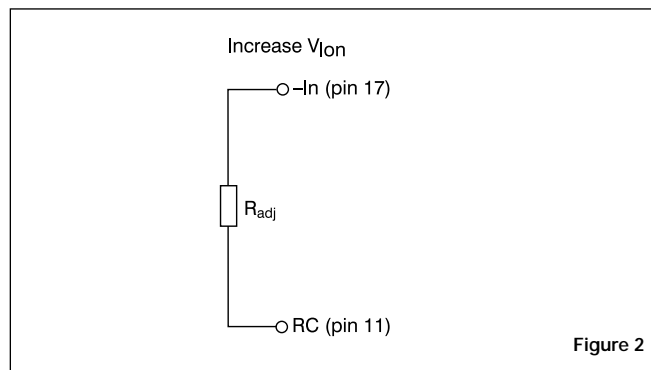 Increase VIon
–In (pin 17)
Radj
RC (pin 11)
Figure 2